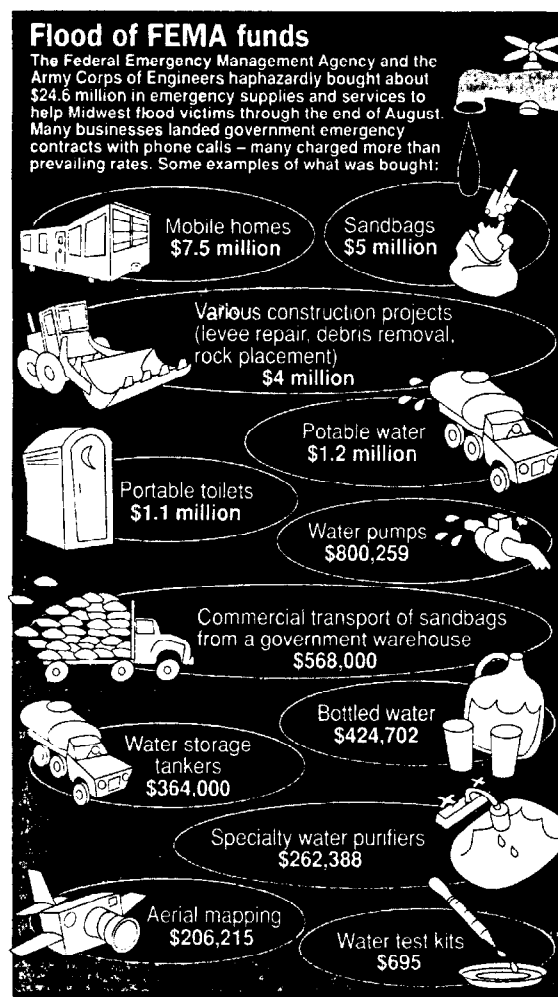 Flood of FEMA funds
The Federal Emergency Management Agency and the
Army Corps of Engineers haphazardly bought about
$24.6 million in emergency supplies and services to
help Midwest flood victims through the end of August.
Many businesses landed government emergency
contracts with phone calls – many charged more than
prevailing rates. Some examples of what was bought:
Mobile homes
$7.5 million
Sandbags
$5 million
Various construction projects
(levee repair, debris removal,
rock placement)
$4 million
Potable water
$1.2 million
Portable toilets
$1.1 million
Water pumps
$800,259
Commercial transport of sandbags
from a government warehouse
$568,000
Bottled water
$424,702
Water storage
tankers
$364,000
Specialty water purifiers
$262,388
Aerial mapping
$206,215
Water test kits
$695